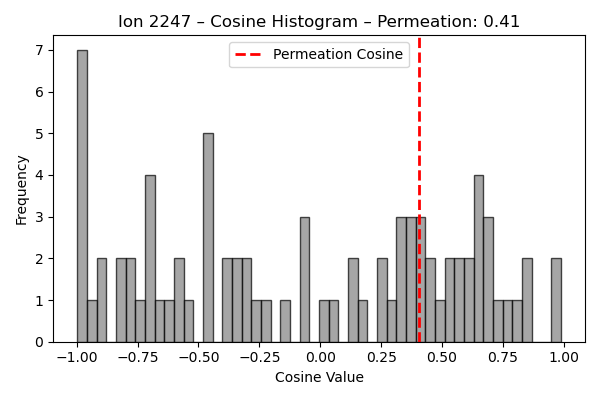 Ion 2247 – Cosine Histogram – Permeation: 0.41
Permeation Cosine
Frequency
7
6
5
4
3
2
1
0
−1.00 −0.75 −0.50 −0.25 0.00 0.25 0.50 0.75 1.00
Cosine Value